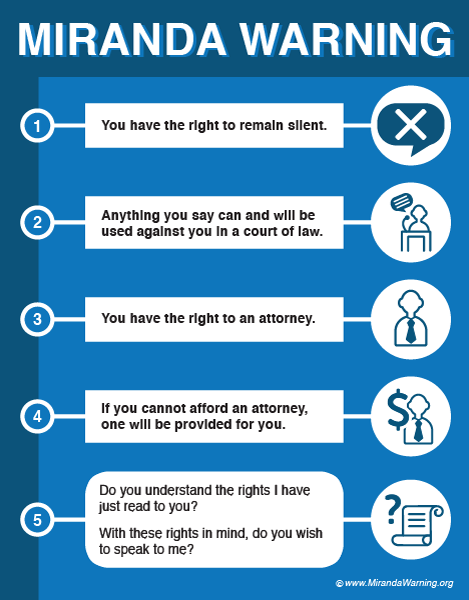 MIRANDA WARNING
1
You have the right to remain silent.
2
Anything you say can and will be
used against you in a court of law.
3
You have the right to an attorney.
4
If you cannot afford an attorney,
one will be provided for you.
$
5
Do you understand the rights I have
just read to you?
With these rights in mind, do you wish
to speak to me?
?
© www.MirandaWarning.org